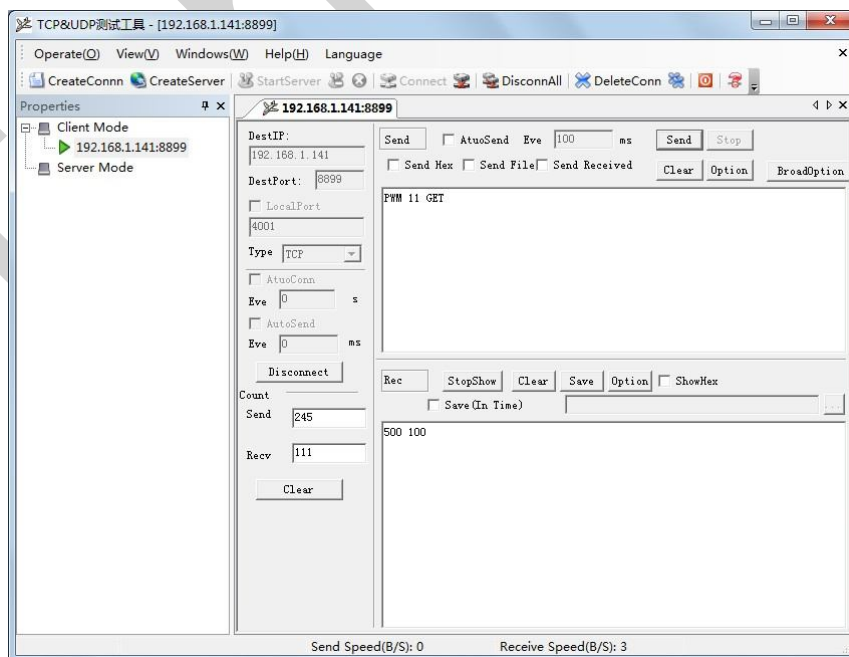 TCP&UDP测试工具 - [192.168.1.141:8899]
Operate(O) View(V) Windows(W) Help(H) Language
CreateConnn CreateServer StartServer Connect DisconnAll DeleteConn
Properties
Client Mode
192.168.1.141:8899
Server Mode
192.168.1.141:8899
DestIP:
192.168.1.141
DestPort: 8899
LocalPort
4001
Type TCP
AtuoConn
Eve 0 s
AutoSend
Eve 0 ms
Disconnect
Count
Send 245
Recv 111
Clear
Send AtuoSend Eve 100 ms Send Stop
Send Hex Send File Send Received Clear Option BroadOption
PWM 11 GET
Rec StopShow Clear Save Option ShowHex
Save(In Time) ...
500 100
Send Speed(B/S): 0 Receive Speed(B/S): 3